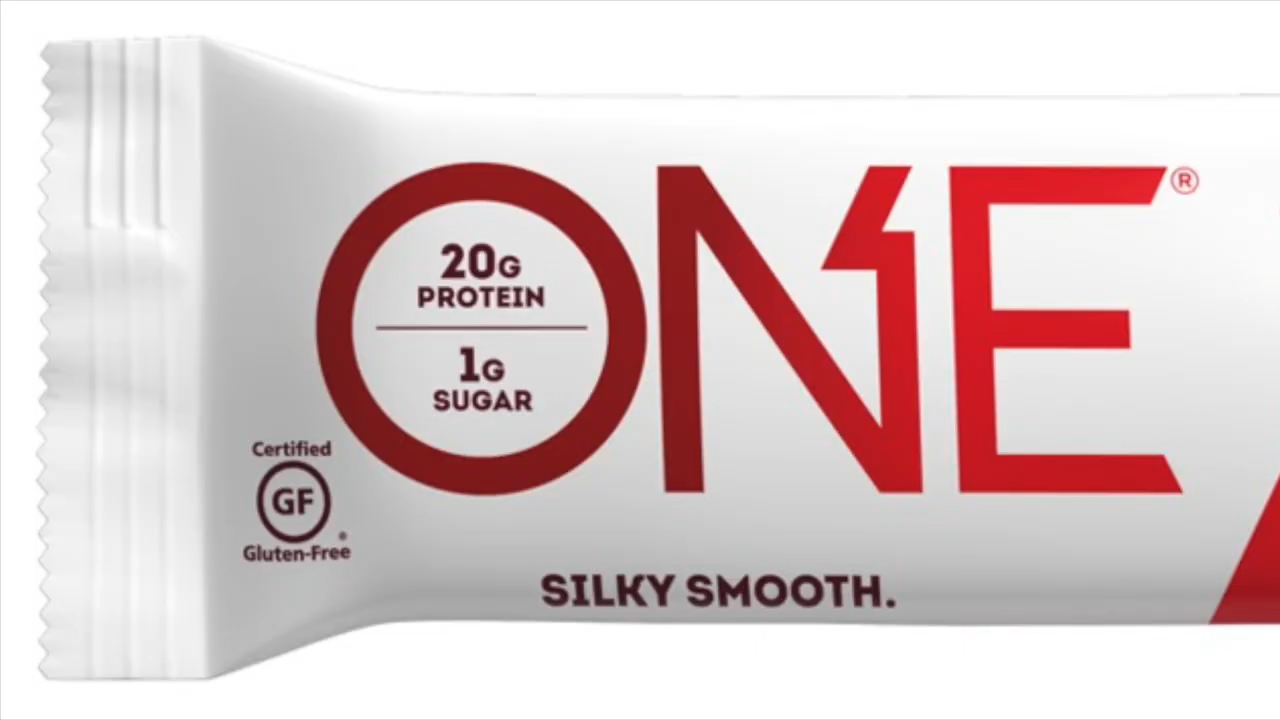 ONE®
20G
PROTEIN
1G
SUGAR
Certified
GF
Gluten-Free®
SILKY SMOOTH.